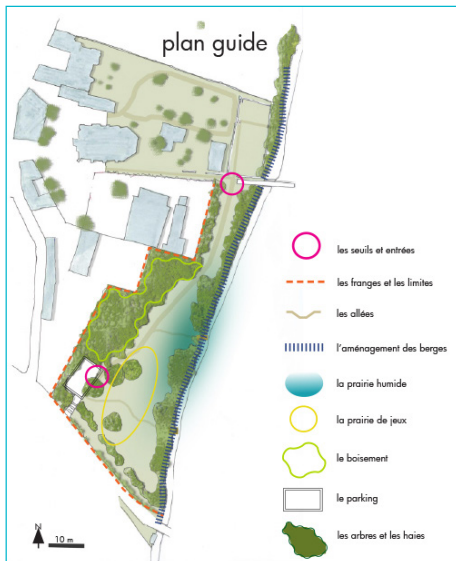 plan guide
les seuils et entrées
les franges et les limites
les allées
l'aménagement des berges
la prairie humide
la prairie de jeux
le boisement
le parking
les arbres et les haies
N
10 m